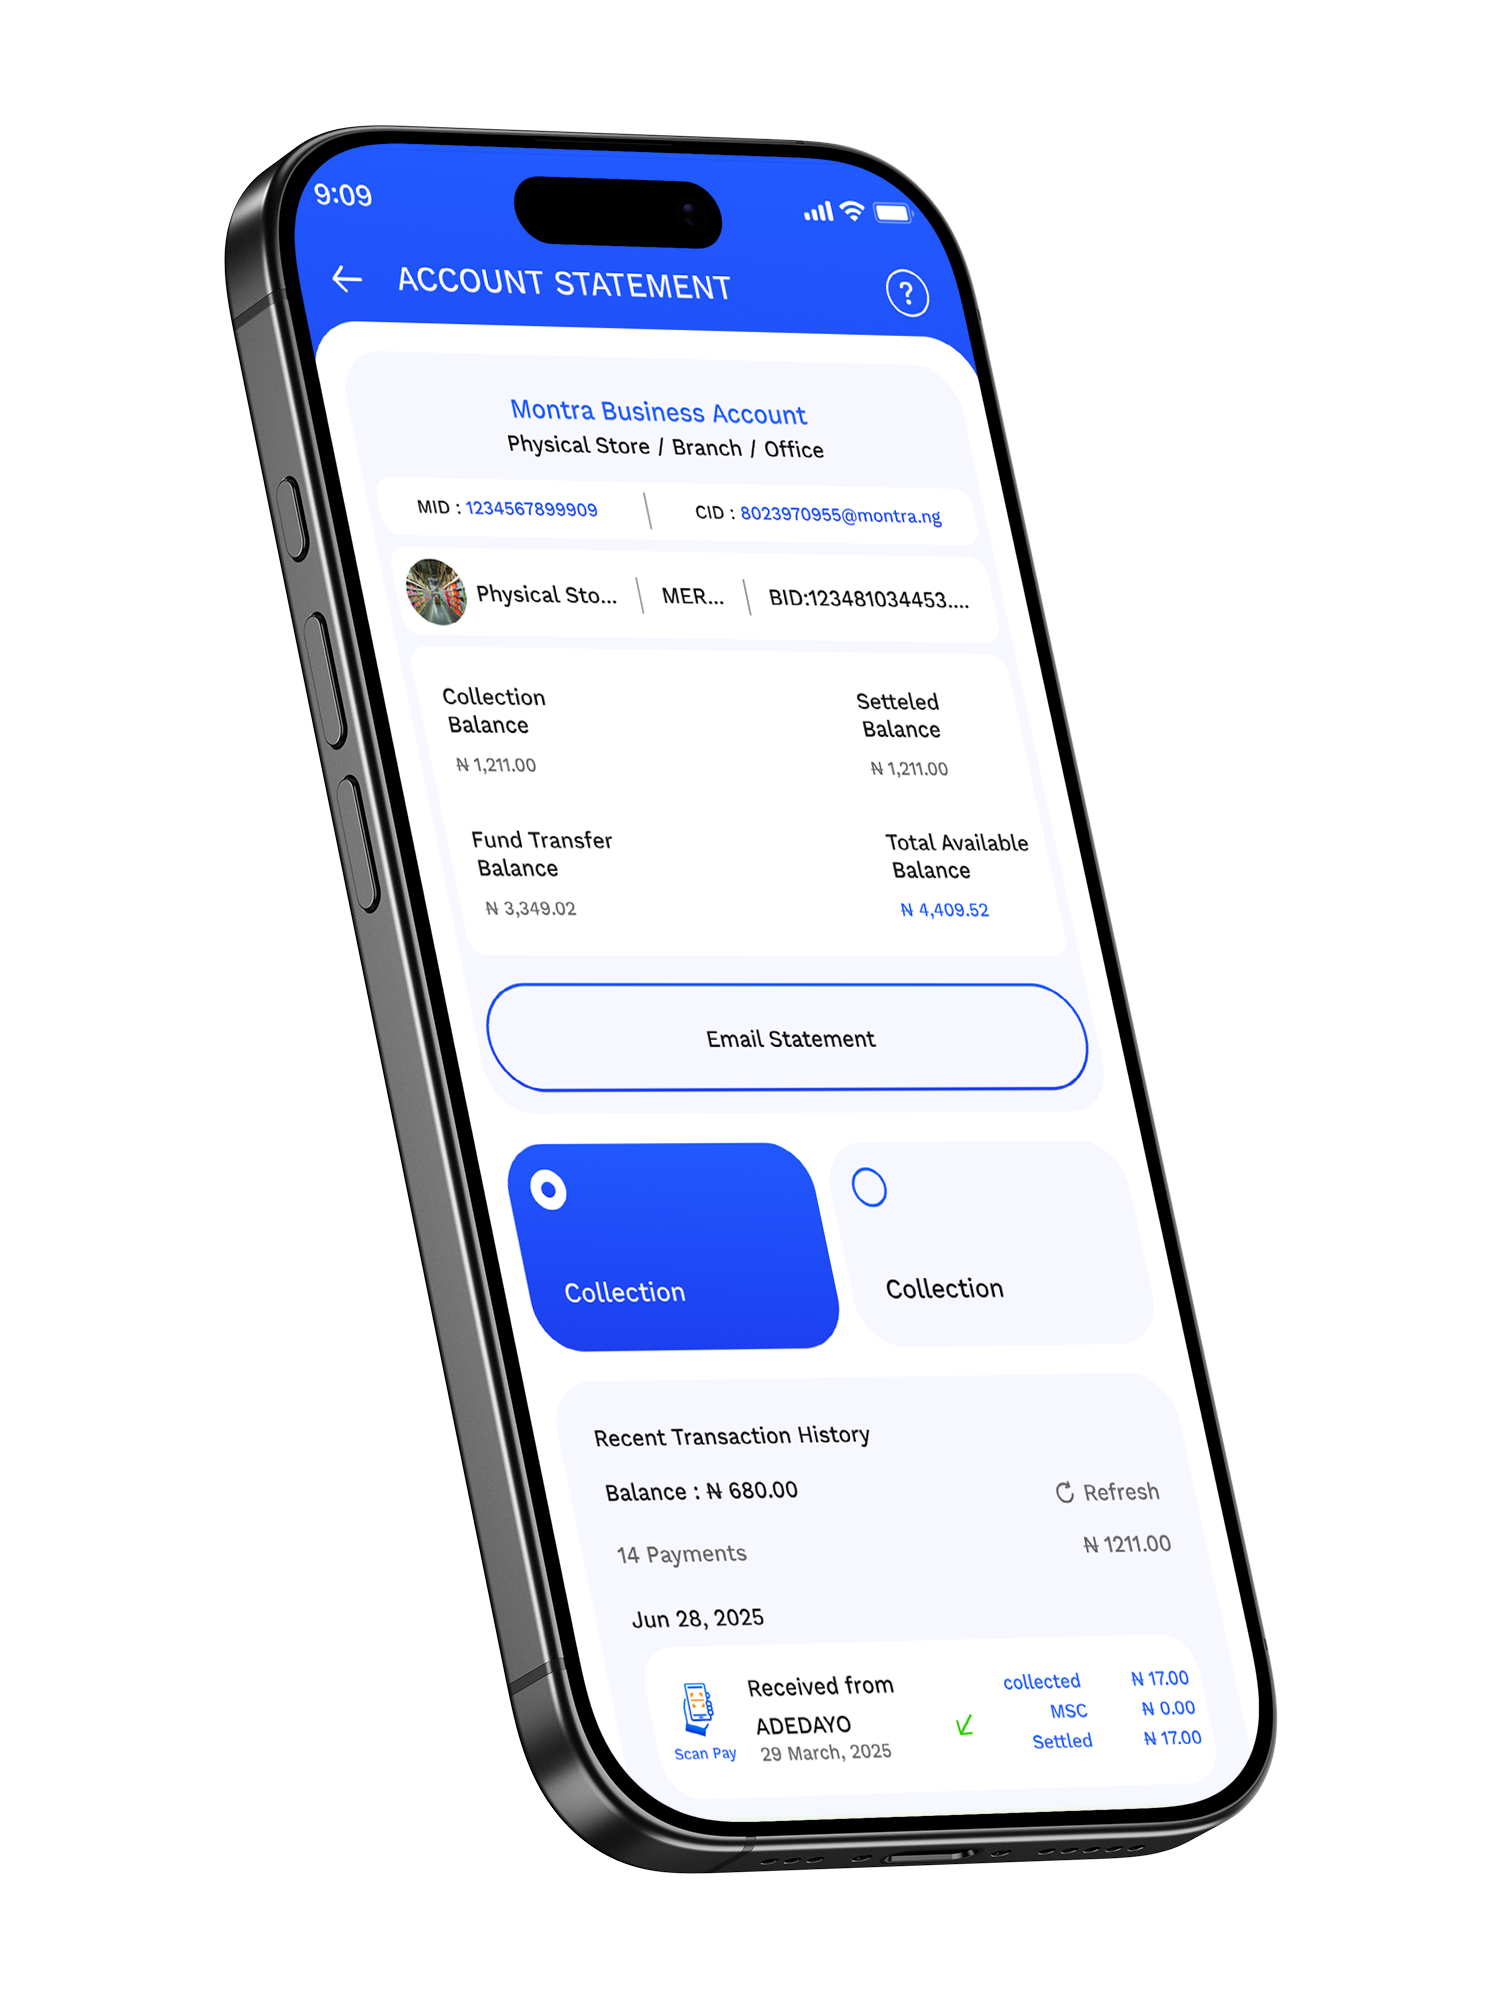 9:09
ACCOUNT STATEMENT
?
Montra Business Account
Physical Store / Branch / Office
MID : 1234567899909
CID : 8023970955@montra.ng
Physical Sto...
MER...
BID:123481034453....
Collection
Balance
₦ 1,211.00
Setteled
Balance
₦ 1,211.00
Fund Transfer
Balance
₦ 3,349.02
Total Available
Balance
₦ 4,409.52
Email Statement
Collection
Collection
Recent Transaction History
Balance : ₦ 680.00
Refresh
14 Payments
₦ 1211.00
Jun 28, 2025
Scan Pay
Received from
ADEDAYO
29 March, 2025
collected ₦ 17.00
MSC ₦ 0.00
Settled ₦ 17.00